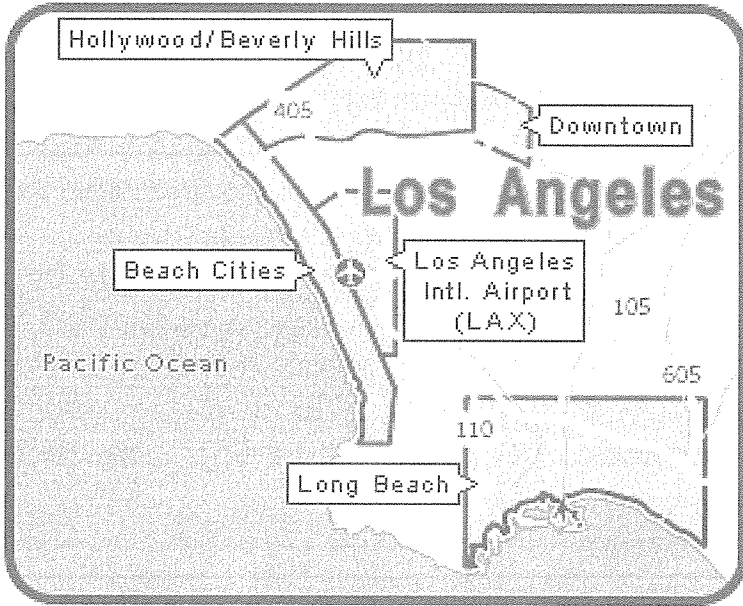 Hollywood/Beverly Hills
405
Downtown
Los Angeles
Beach Cities
Los Angeles
Intl. Airport
(LAX)
105
Pacific Ocean
605
110
Long Beach